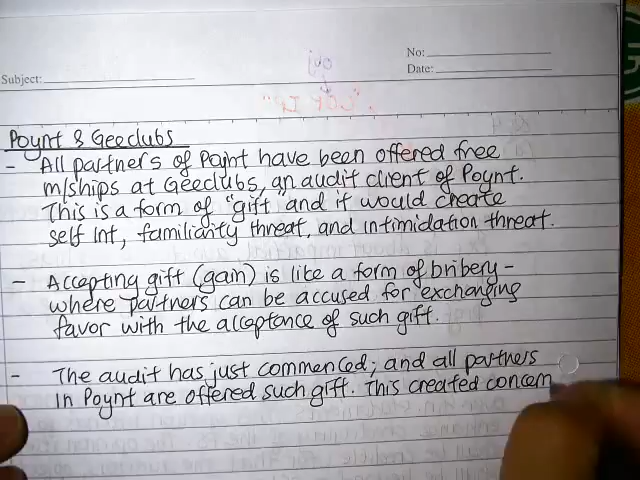 No:
Subject:
Date:
Poynt & Geeclubs
- All partners of Poynt have been offered free
m/ships at Geeclubs, an audit client of Poynt.
This is a form of "gift" and it would create
self Int, familiarity threat, and intimidation threat.
- Accepting gift (gain) is like a form of bribery -
where partners can be accused for exchanging
favor with the acceptance of such gift.
- The audit has just commenced; and all partners
in Poynt are offered such gift. This created concern